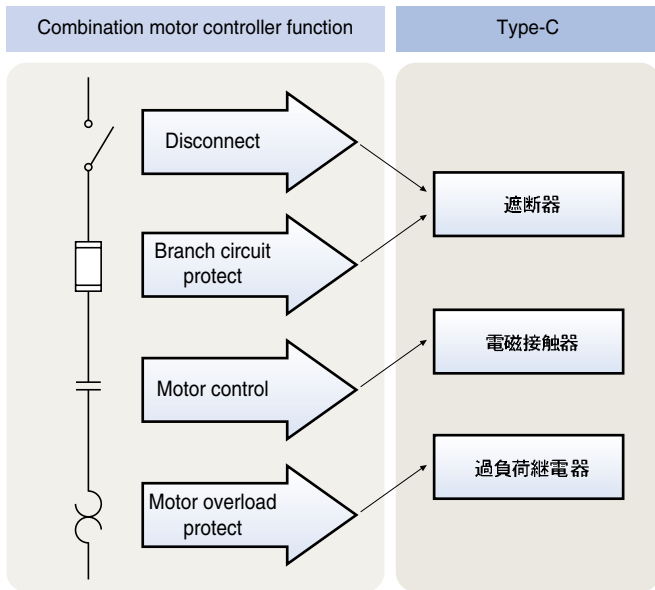 Combination motor controller function
Type-C
Disconnect
Branch circuit
protect
Motor control
Motor overload
protect
遮断器
電磁接触器
過負荷継電器